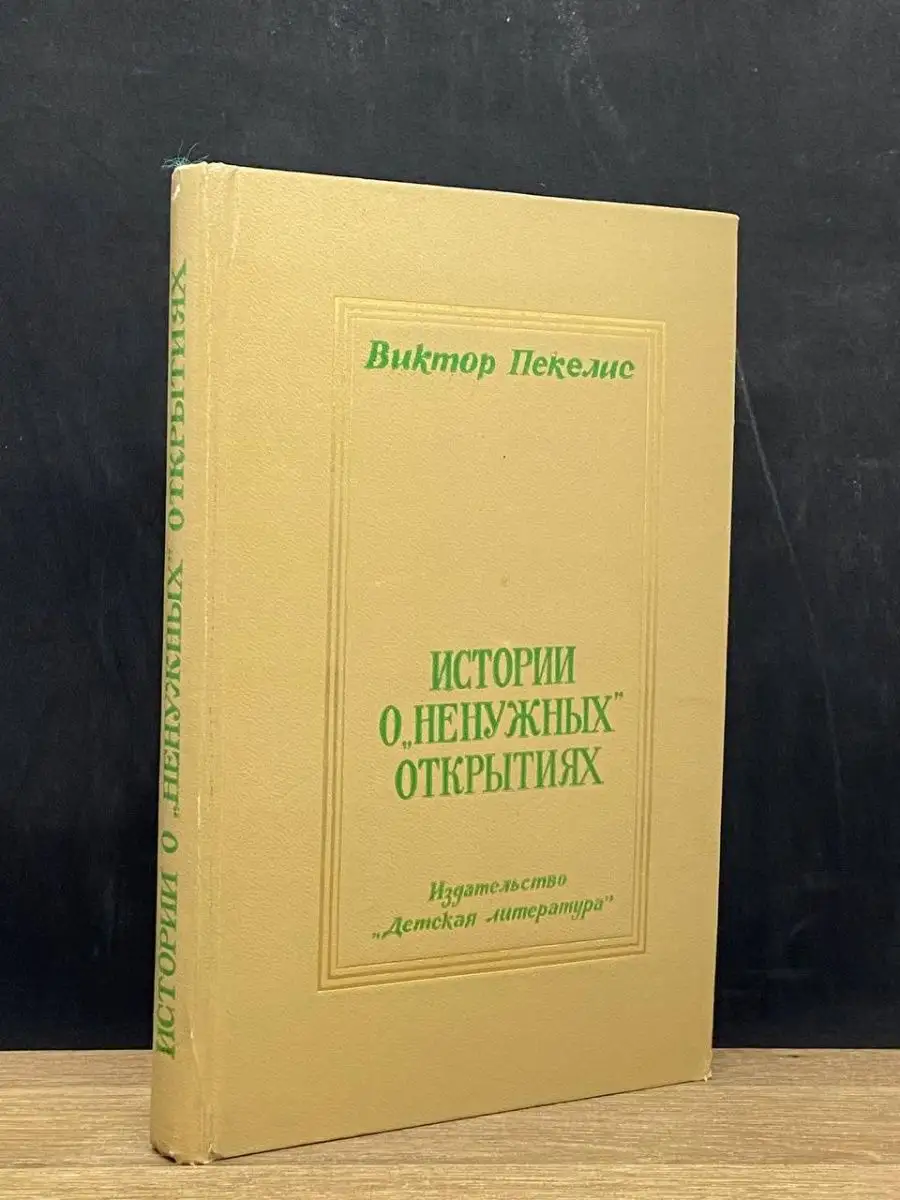 ИСТОРИИ О „НЕНУЖНЫХ" ОТКРЫТИЯХ
Виктор Пекелис
ИСТОРИИ
О „НЕНУЖНЫХ"
ОТКРЫТИЯХ
Издательство
„Детская литература"